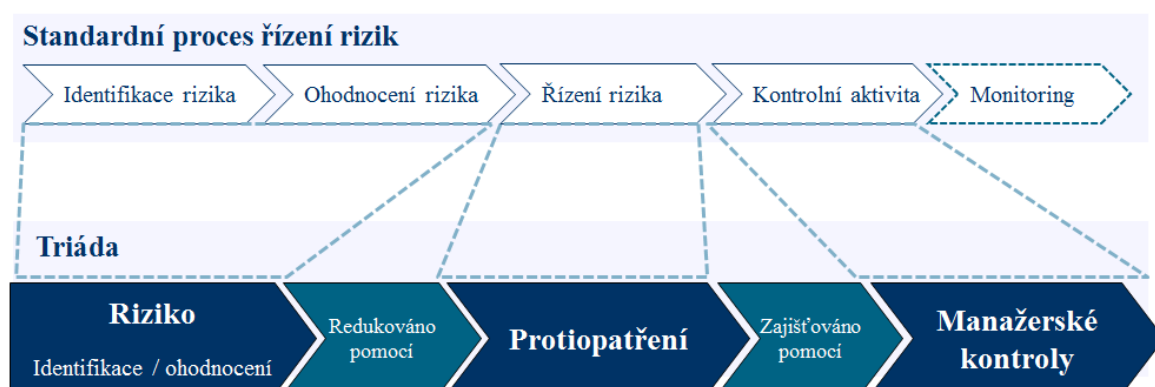 Standardní proces řízení rizik
Identifikace rizika
Ohodnocení rizika
Řízení rizika
Kontrolní aktivita
Monitoring
Triáda
Riziko
Identifikace / ohodnocení
Redukováno
pomocí
Protiopatření
Zajišťováno
pomocí
Manažerské
kontroly